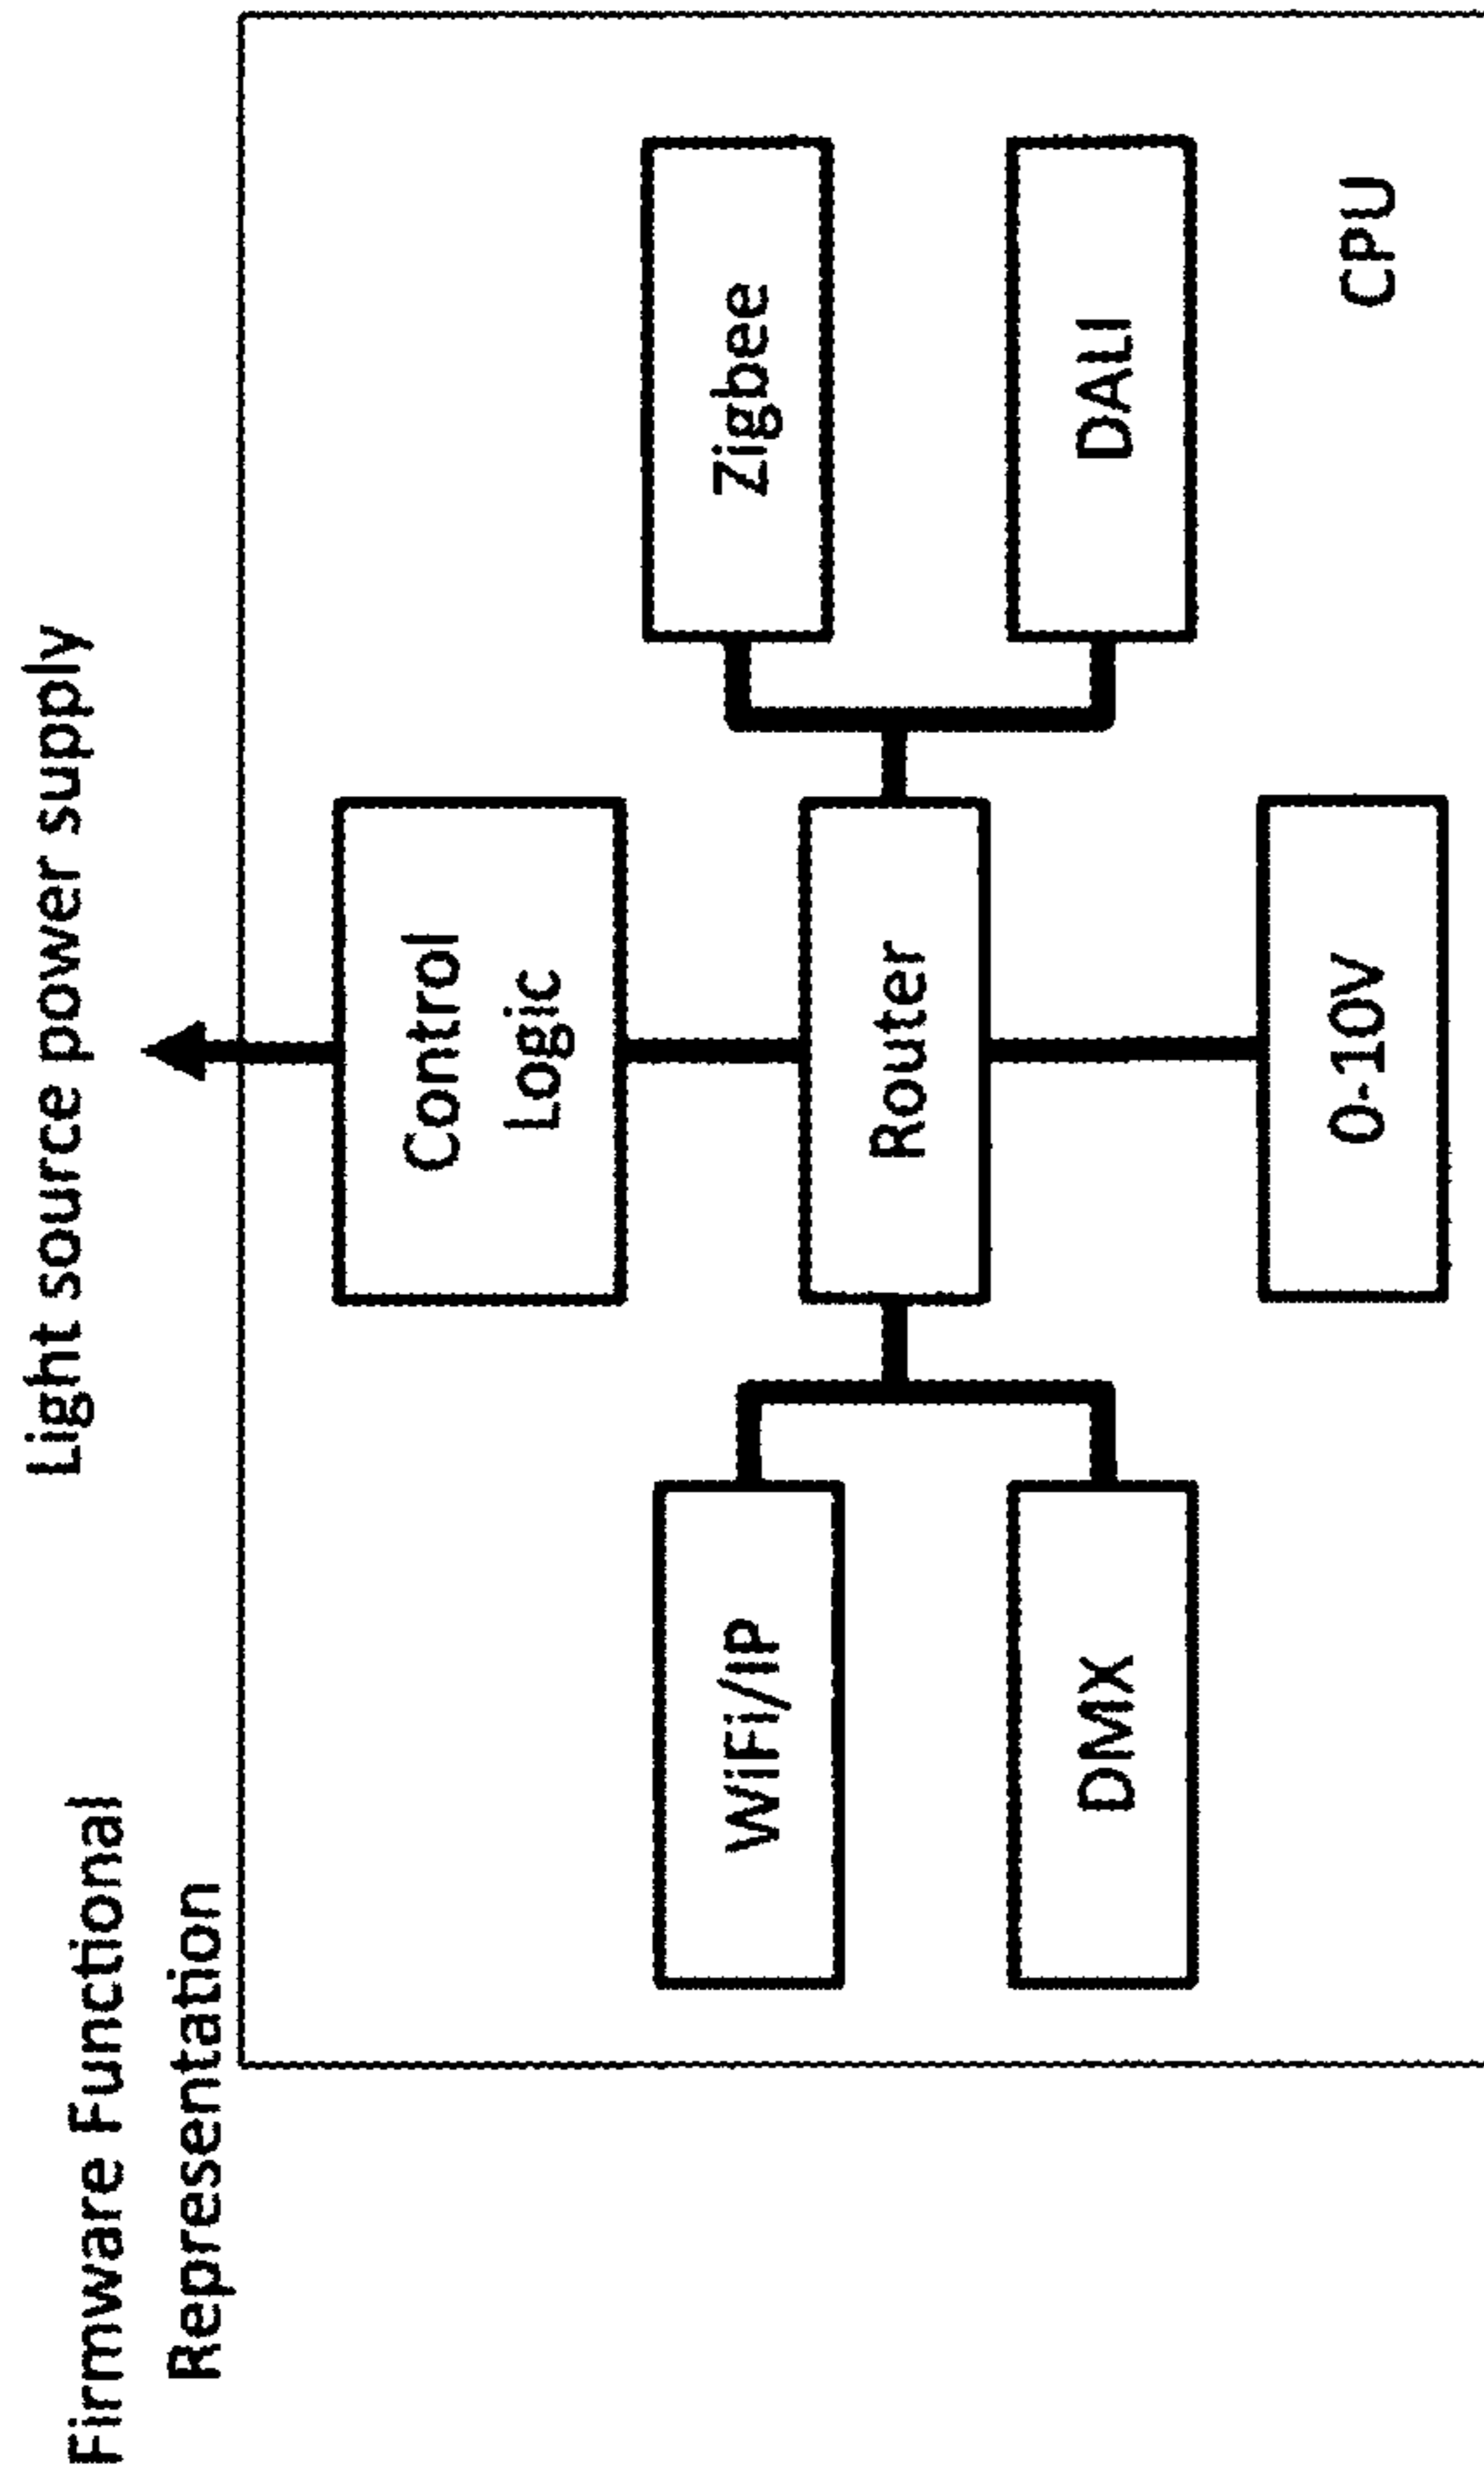 Firmware Functional
Representation
Light source power supply
Control
Logic
WiFi/IP
Router
Zigbee
DMX
DALI
0-10V
CPU